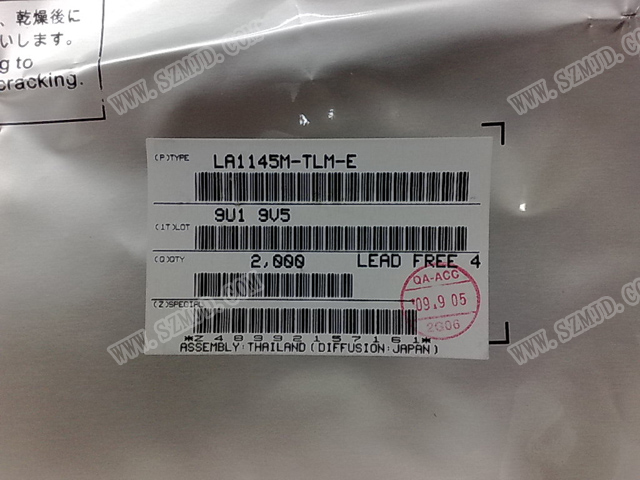 、乾燥後に
いします。
g to
cracking.
(P)TYPE LA1145M-TLM-E
9U1 9V5
(1T)LOT
(Q)QTY 2,000 LEAD FREE 4
(Z)SPECIAL
*Z4899215716 1*
ASSEMBLY:THAILAND(DIFFUSION:JAPAN)
QA-ACC
'09.9 05
2G06
WWW.SZMJD.COM
WWW.SZMJD.COM
WWW.SZMJD.COM
WWW.SZMJD.COM